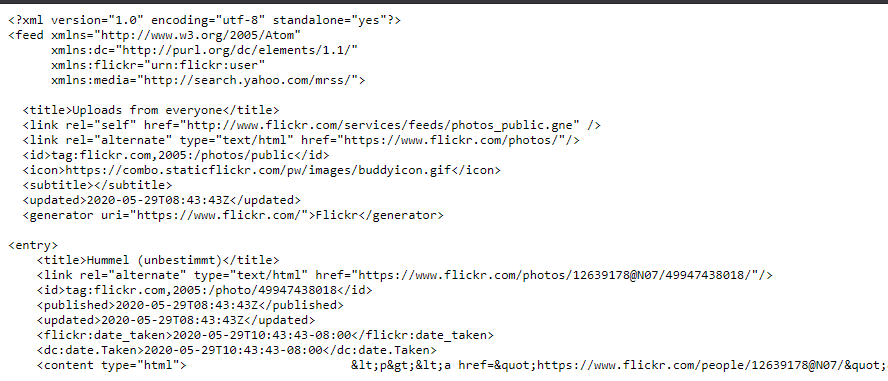 <?xml version="1.0" encoding="utf-8" standalone="yes"?>
<feed xmlns="http://www.w3.org/2005/Atom"
xmlns:dc="http://purl.org/dc/elements/1.1/"
xmlns:flickr="urn:flickr:user"
xmlns:media="http://search.yahoo.com/mrss/">
<title>Uploads from everyone</title>
<link rel="self" href="http://www.flickr.com/services/feeds/photos_public.gne" />
<link rel="alternate" type="text/html" href="https://www.flickr.com/photos/"/>
<id>tag:flickr.com,2005:/photos/public</id>
<icon>https://combo.staticflickr.com/pw/images/buddyicon.gif</icon>
<subtitle></subtitle>
<updated>2020-05-29T08:43:43Z</updated>
<generator uri="https://www.flickr.com/">Flickr</generator>
<entry>
<title>Hummel (unbestimmt)</title>
<link rel="alternate" type="text/html" href="https://www.flickr.com/photos/12639178@N07/49947438018/"/>
<id>tag:flickr.com,2005:/photo/49947438018</id>
<published>2020-05-29T08:43:43Z</published>
<updated>2020-05-29T08:43:43Z</updated>
<flickr:date_taken>2020-05-29T10:43:43-08:00</flickr:date_taken>
<dc:date.Taken>2020-05-29T10:43:43-08:00</dc:date.Taken>
<content type="html"> &lt;p&gt;&lt;a href=&quot;https://www.flickr.com/people/12639178@N07/&quot;